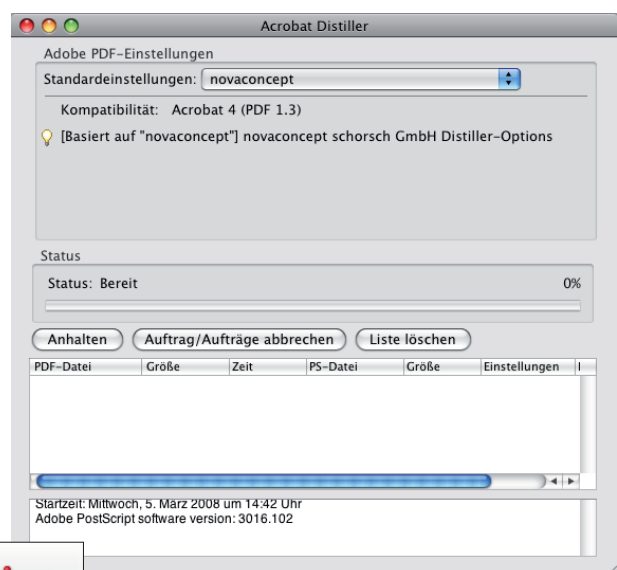 Acrobat Distiller
Adobe PDF-Einstellungen
Standardeinstellungen: novaconcept
Kompatibilität: Acrobat 4 (PDF 1.3)
[Basiert auf "novaconcept"] novaconcept schorsch GmbH Distiller-Options
Status
Status: Bereit 0%
Anhalten Auftrag/Aufträge abbrechen Liste löschen
PDF-Datei Größe Zeit PS-Datei Größe Einstellungen
Startzeit: Mittwoch, 5. März 2008 um 14:42 Uhr
Adobe PostScript software version: 3016.102